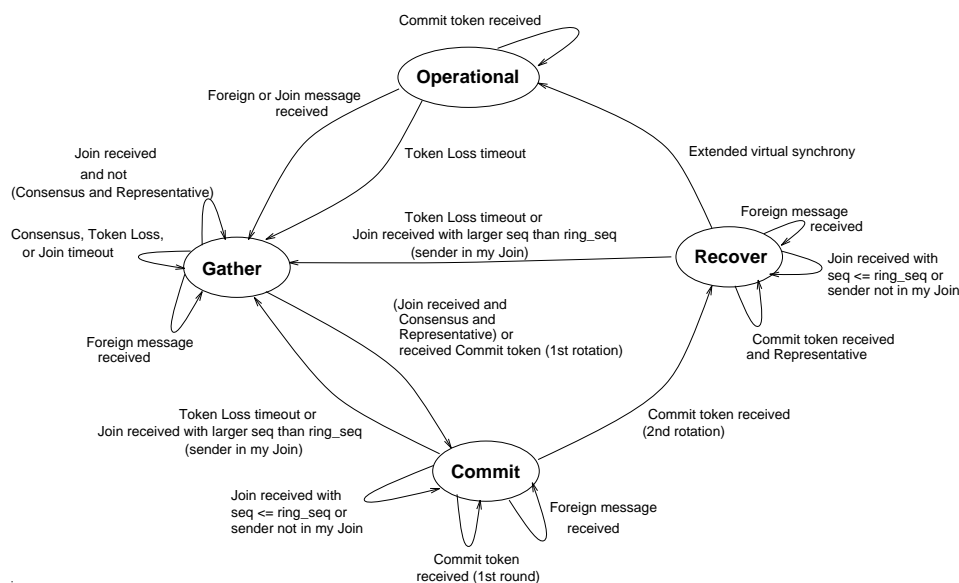 Commit token received
Operational
Foreign or Join message
received
Token Loss timeout
Extended virtual synchrony
Join received
and not
(Consensus and Representative)
Consensus, Token Loss,
or Join timeout
Gather
Foreign message
received
Token Loss timeout or
Join received with larger seq than ring_seq
(sender in my Join)
Recover
Foreign message
received
Join received with
seq <= ring_seq or
sender not in my Join
Commit token received
and Representative
(Join received and
Consensus and
Representative) or
received Commit token (1st rotation)
Token Loss timeout or
Join received with larger seq than ring_seq
(sender in my Join)
Commit token received
(2nd rotation)
Commit
Join received with
seq <= ring_seq or
sender not in my Join
Foreign message
received
Commit token
received (1st round)